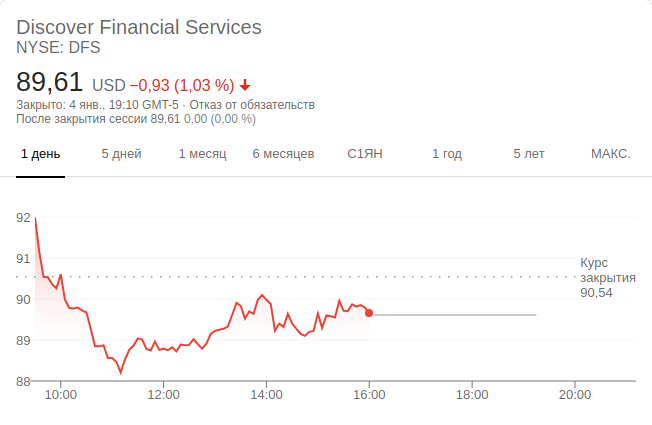 Discover Financial Services
NYSE: DFS
89,61 USD −0,93 (1,03 %)
Закрыто: 4 янв., 19:10 GMT-5 · Отказ от обязательств
После закрытия сессии 89,61 0,00 (0,00 %)
1 день 5 дней 1 месяц 6 месяцев С1ЯН 1 год 5 лет МАКС.
92
91
Курс
закрытия
90,54
90
89
88
10:00 12:00 14:00 16:00 18:00 20:00